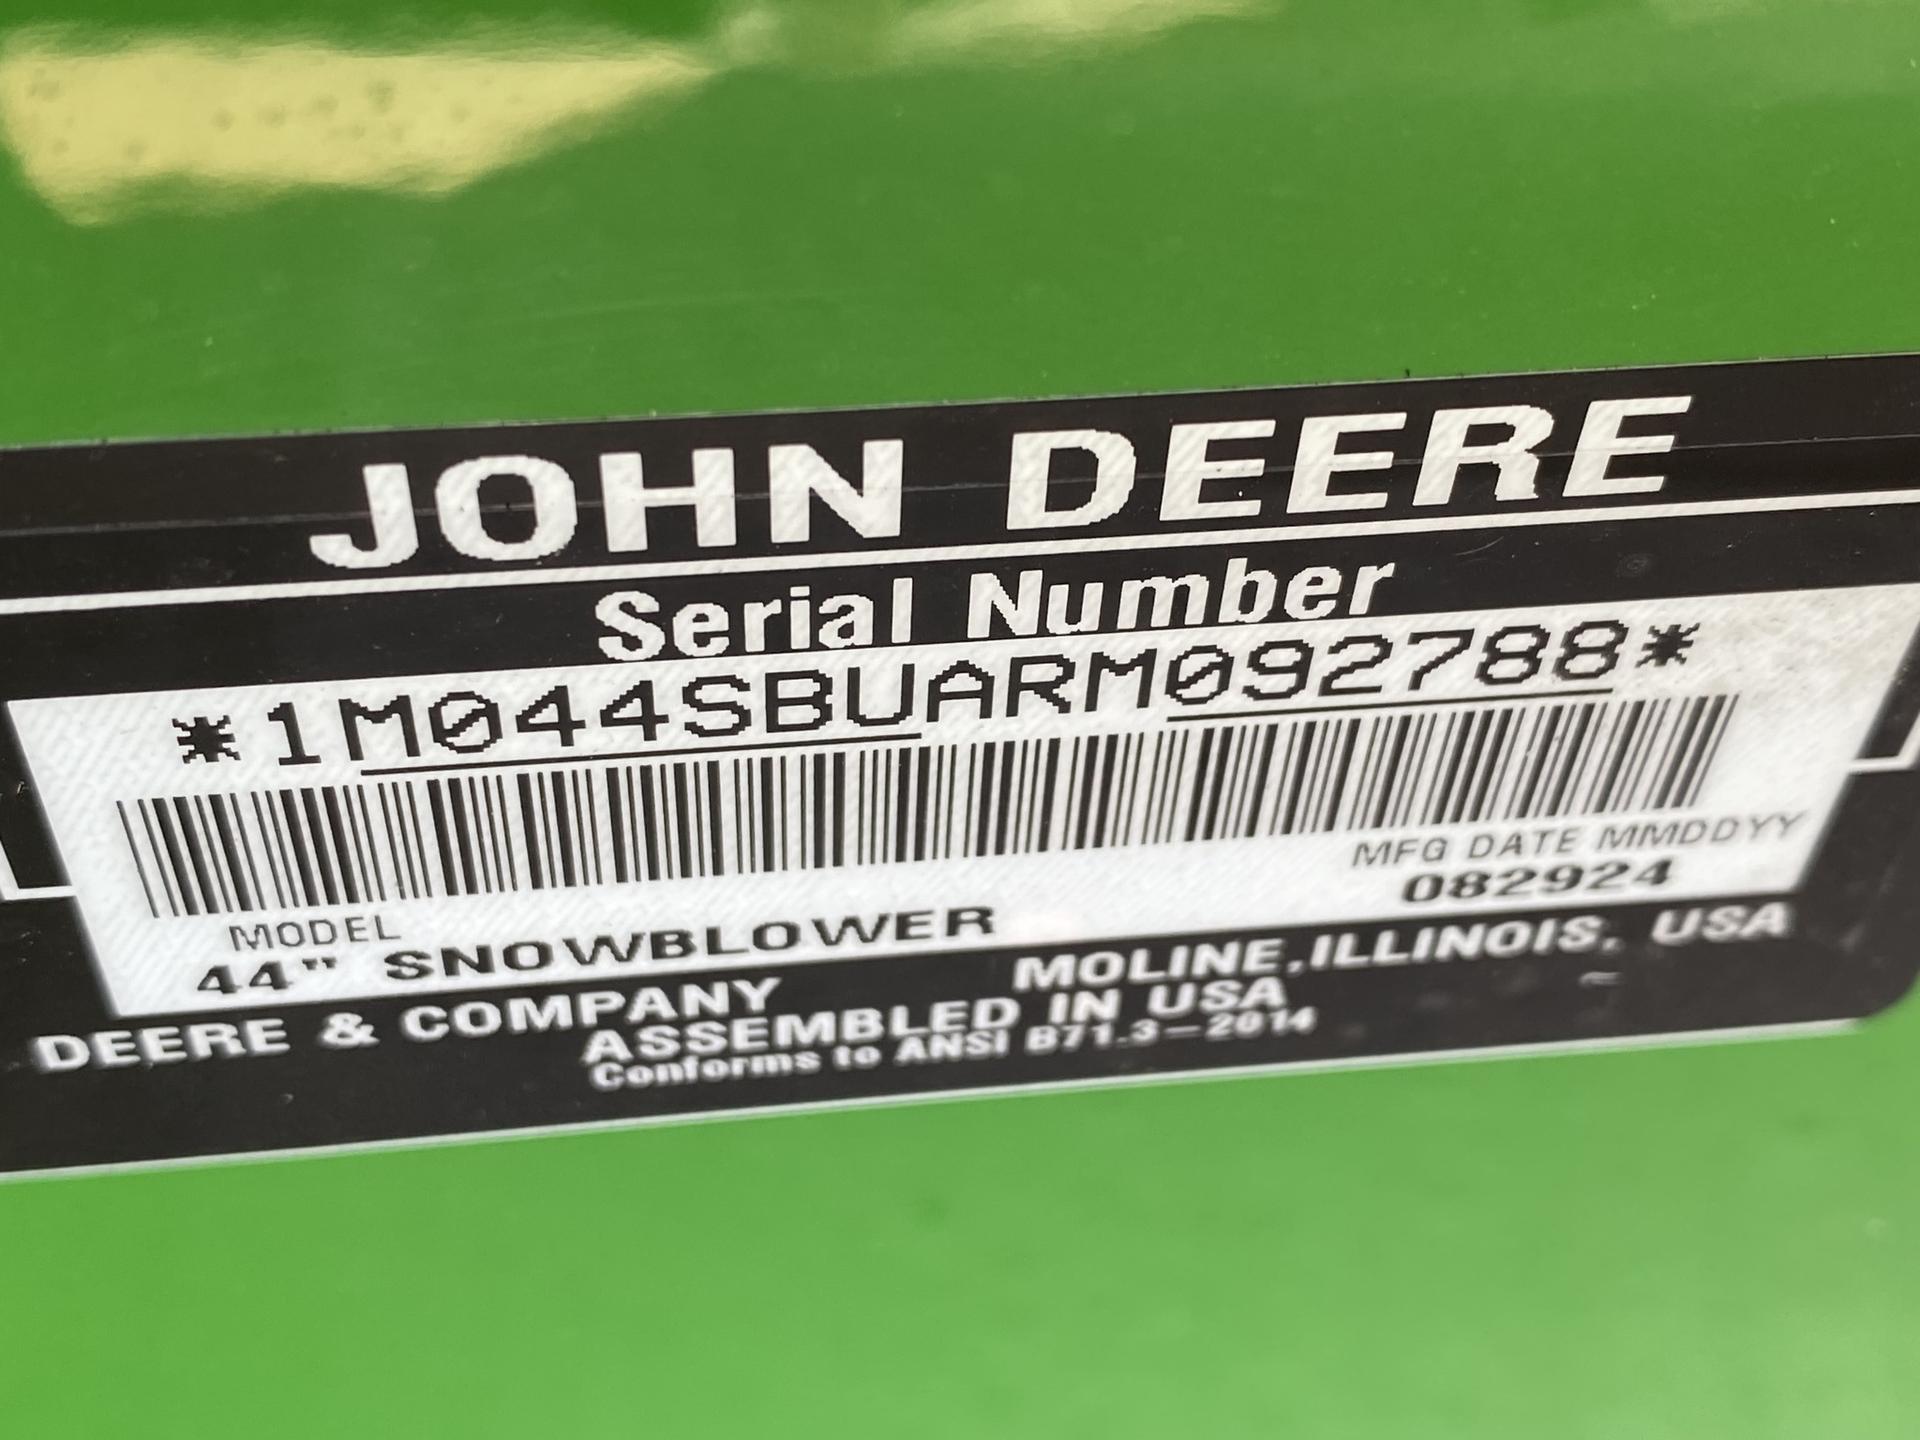 JOHN DEERE
Serial Number
*1M044SBUARM092788*
MFG DATE MMDDYY
082924
MODEL
44" SNOWBLOWER
DEERE & COMPANY MOLINE, ILLINOIS, USA
ASSEMBLED IN USA
Conforms to ANSI B71.3-2014